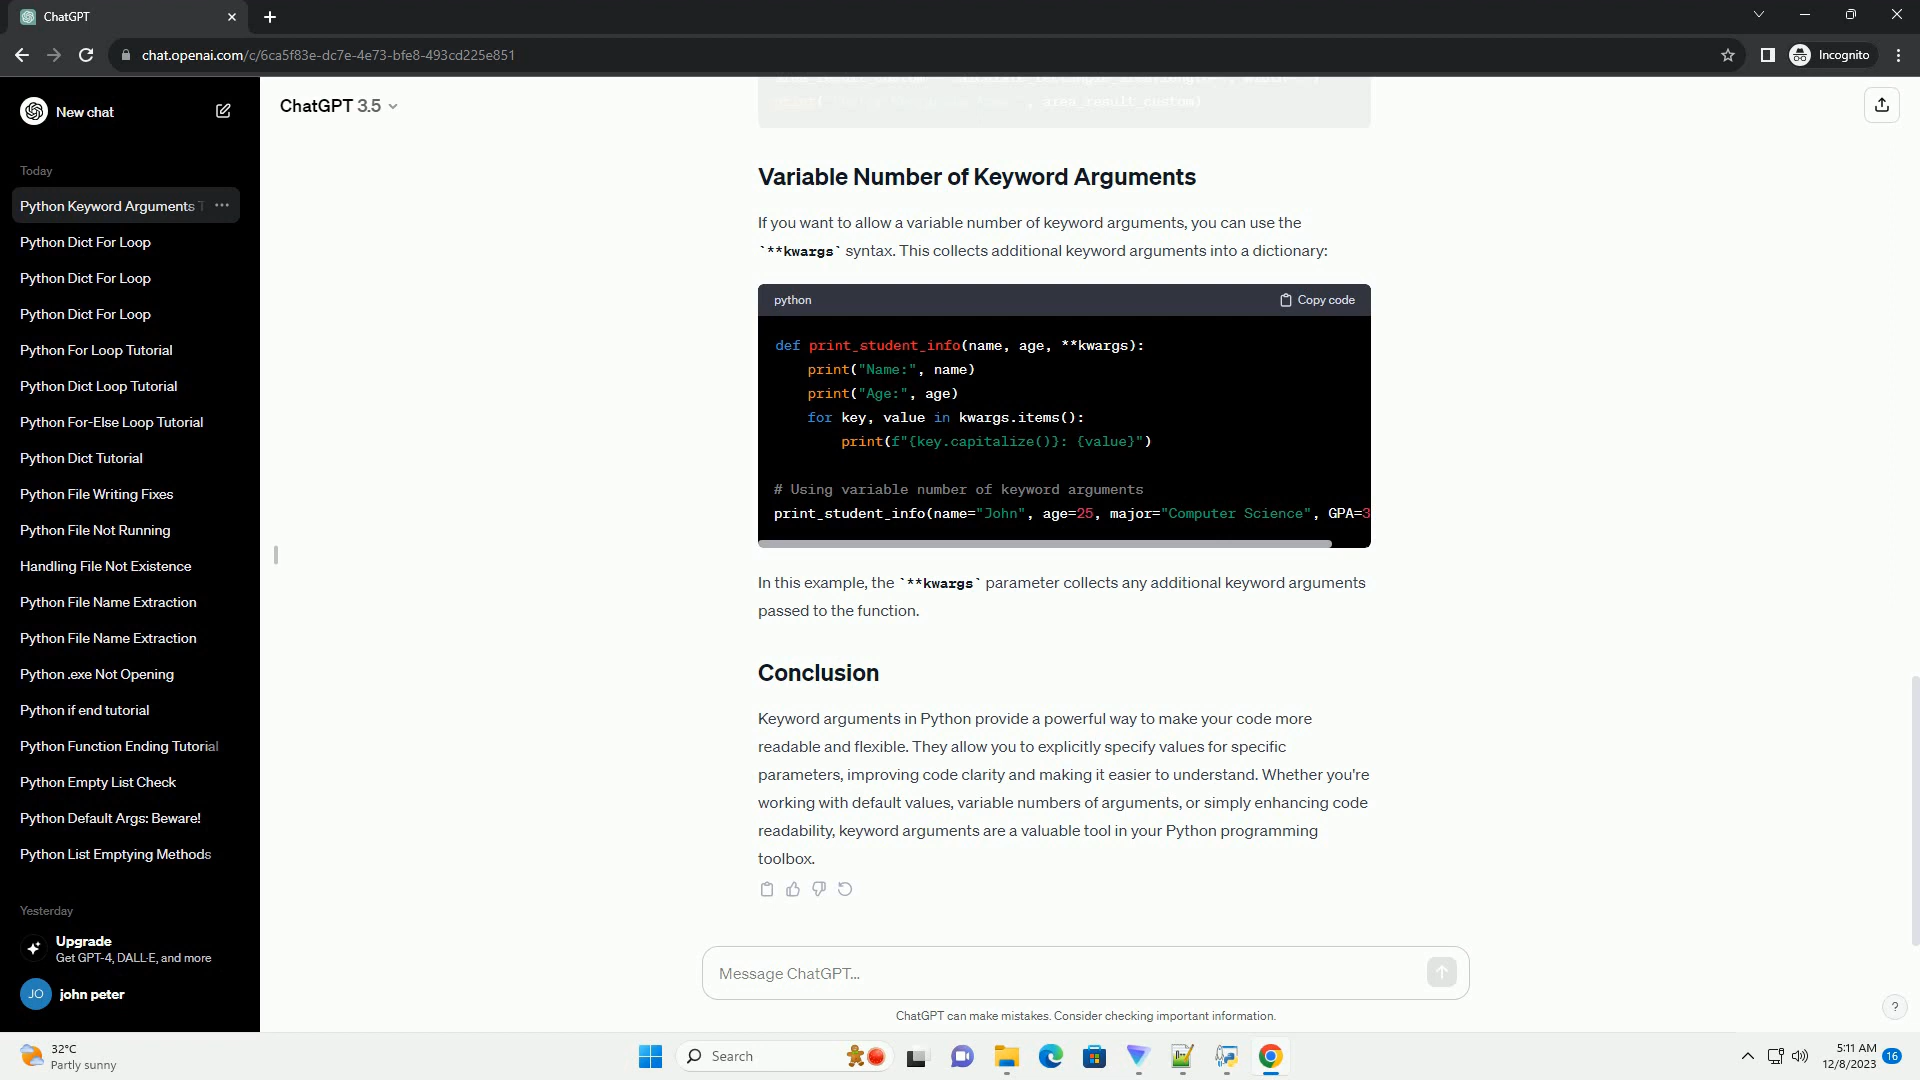 ChatGPT
chat.openai.com/c/6ca5f83e-dc7e-4e73-bfe8-493cd225e851
Incognito
New chat
Today
Python Keyword Arguments T
Python Dict For Loop
Python Dict For Loop
Python Dict For Loop
Python For Loop Tutorial
Python Dict Loop Tutorial
Python For-Else Loop Tutorial
Python Dict Tutorial
Python File Writing Fixes
Python File Not Running
Handling File Not Existence
Python File Name Extraction
Python File Name Extraction
Python .exe Not Opening
Python if end tutorial
Python Function Ending Tutorial
Python Empty List Check
Python Default Args: Beware!
Python List Emptying Methods
Yesterday
Upgrade
Get GPT-4, DALL·E, and more
JO
john peter
ChatGPT 3.5
, area_result_custom)
Variable Number of Keyword Arguments
If you want to allow a variable number of keyword arguments, you can use the
`**kwargs` syntax. This collects additional keyword arguments into a dictionary:
python
Copy code
def print_student_info(name, age, **kwargs):
print("Name:", name)
print("Age:", age)
for key, value in kwargs.items():
print(f"{key.capitalize()}: {value}")
# Using variable number of keyword arguments
print_student_info(name="John", age=25, major="Computer Science", GPA=3
In this example, the `**kwargs` parameter collects any additional keyword arguments
passed to the function.
Conclusion
Keyword arguments in Python provide a powerful way to make your code more
readable and flexible. They allow you to explicitly specify values for specific
parameters, improving code clarity and making it easier to understand. Whether you're
working with default values, variable numbers of arguments, or simply enhancing code
readability, keyword arguments are a valuable tool in your Python programming
toolbox.
Message ChatGPT...
ChatGPT can make mistakes. Consider checking important information.
?
32°C
Partly sunny
Search
5:11 AM
12/8/2023
16